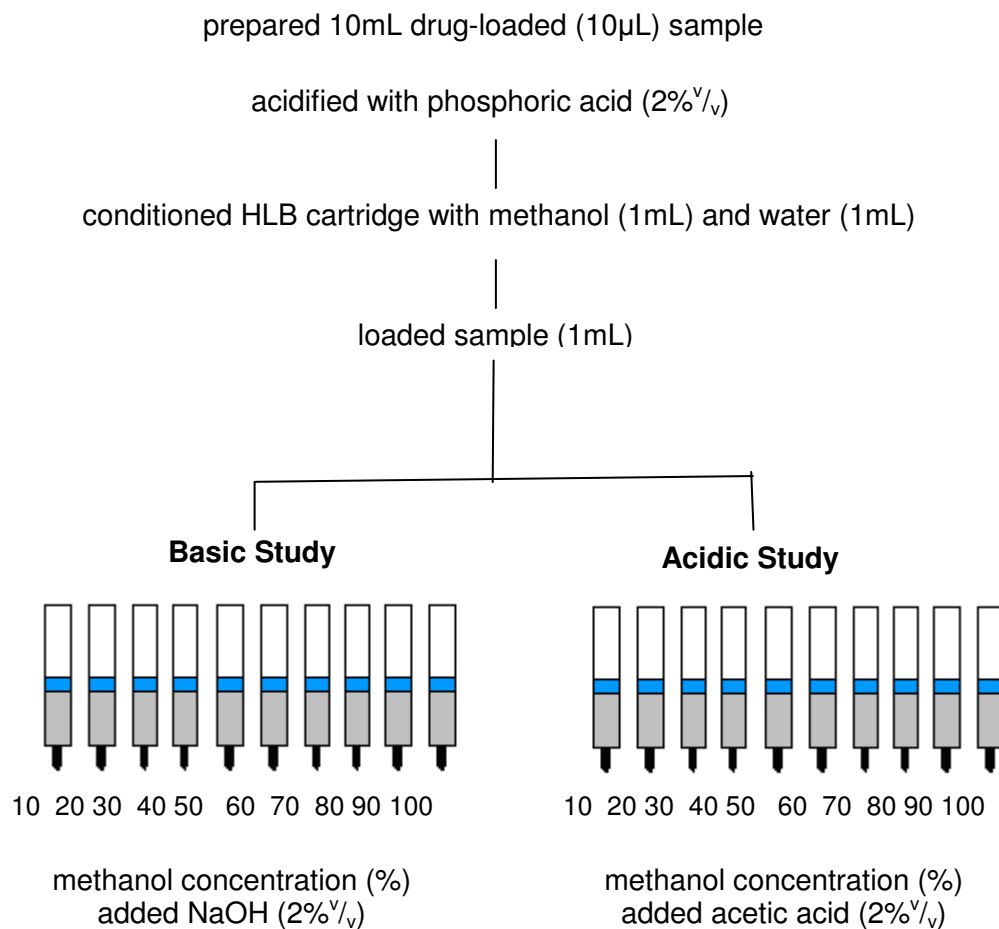 prepared 10mL drug-loaded (10µL) sample
acidified with phosphoric acid (2%v/v)
conditioned HLB cartridge with methanol (1mL) and water (1mL)
loaded sample (1mL)
Basic Study
10 20 30 40 50 60 70 80 90 100
methanol concentration (%)
added NaOH (2%v/v)
Acidic Study
10 20 30 40 50 60 70 80 90 100
methanol concentration (%)
added acetic acid (2%v/v)